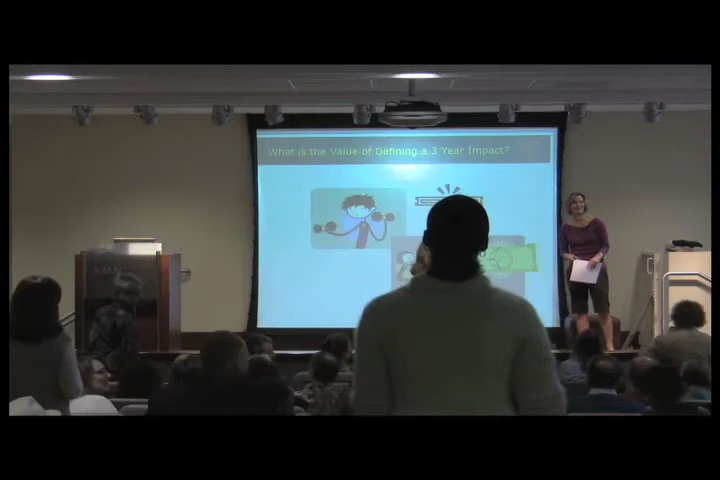 What is the Value of Defining a 3 Year Impact?